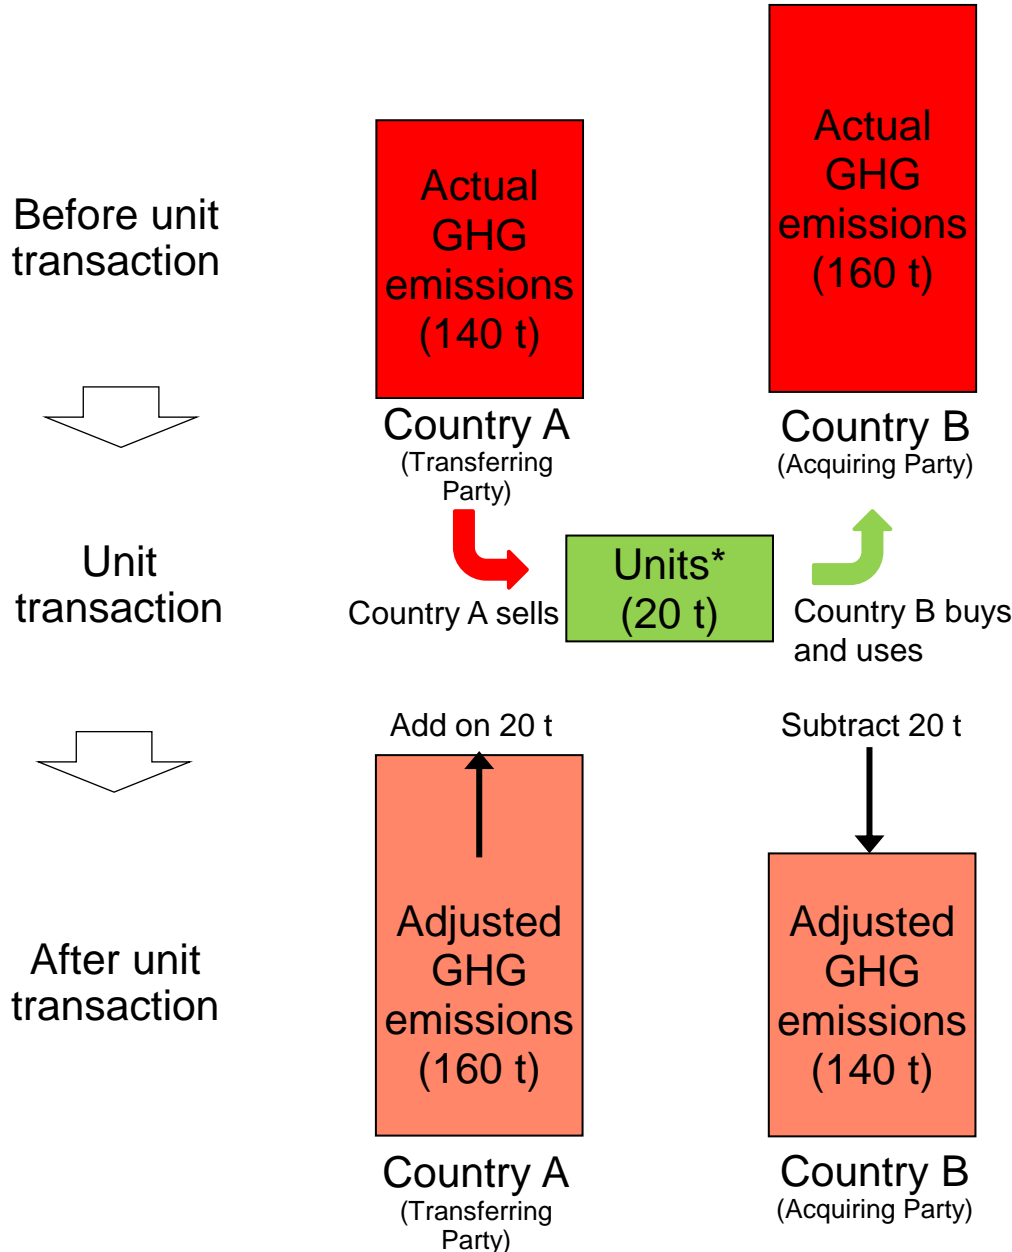 Before unit
transaction
Actual
GHG
emissions
(140 t)
Actual
GHG
emissions
(160 t)
Country A
(Transferring
Party)
Country B
(Acquiring Party)
Unit
transaction
Country A sells
Units*
(20 t)
Country B buys
and uses
Add on 20 t
Subtract 20 t
After unit
transaction
Adjusted
GHG
emissions
(160 t)
Adjusted
GHG
emissions
(140 t)
Country A
(Transferring
Party)
Country B
(Acquiring Party)